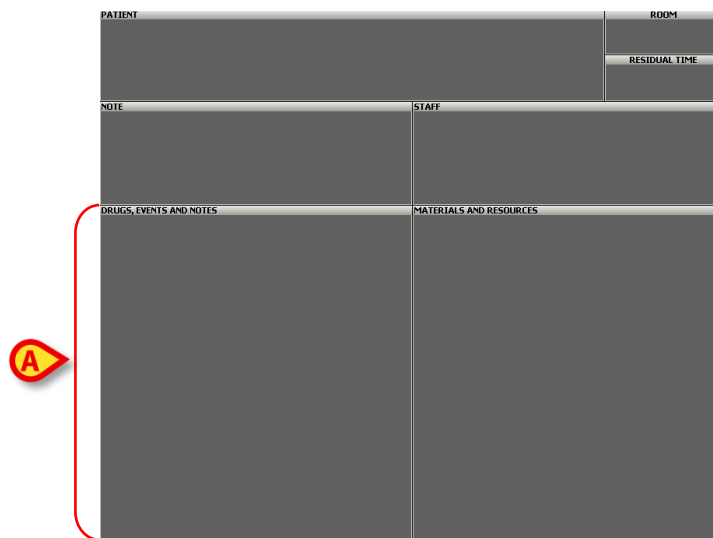 PATIENT
ROOM
RESIDUAL TIME
NOTE
STAFF
DRUGS, EVENTS AND NOTES
MATERIALS AND RESOURCES
A